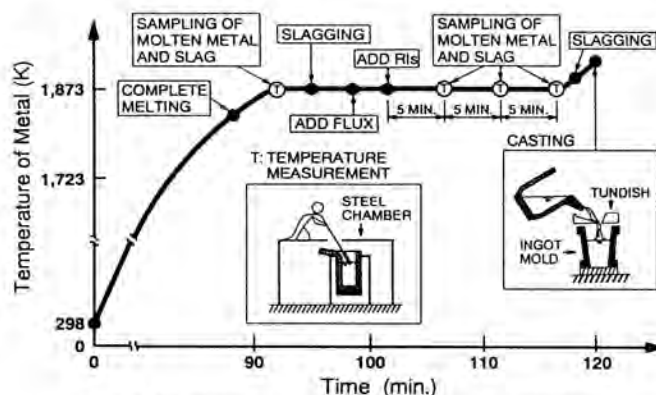 SAMPLING OF
MOLTEN METAL
AND SLAG
SLAGGING
ADD RIs
SAMPLING OF
MOLTEN METAL
AND SLAG
SLAGGING
1,873
T
T
T
T
COMPLETE
MELTING
ADD FLUX
5 MIN.
5 MIN.
5 MIN.
CASTING
1,723
T: TEMPERATURE
MEASUREMENT
STEEL
CHAMBER
TUNDISH
INGOT
MOLD
298
0
0
90
100
110
120
Temperature of Metal (K)
Time (min.)